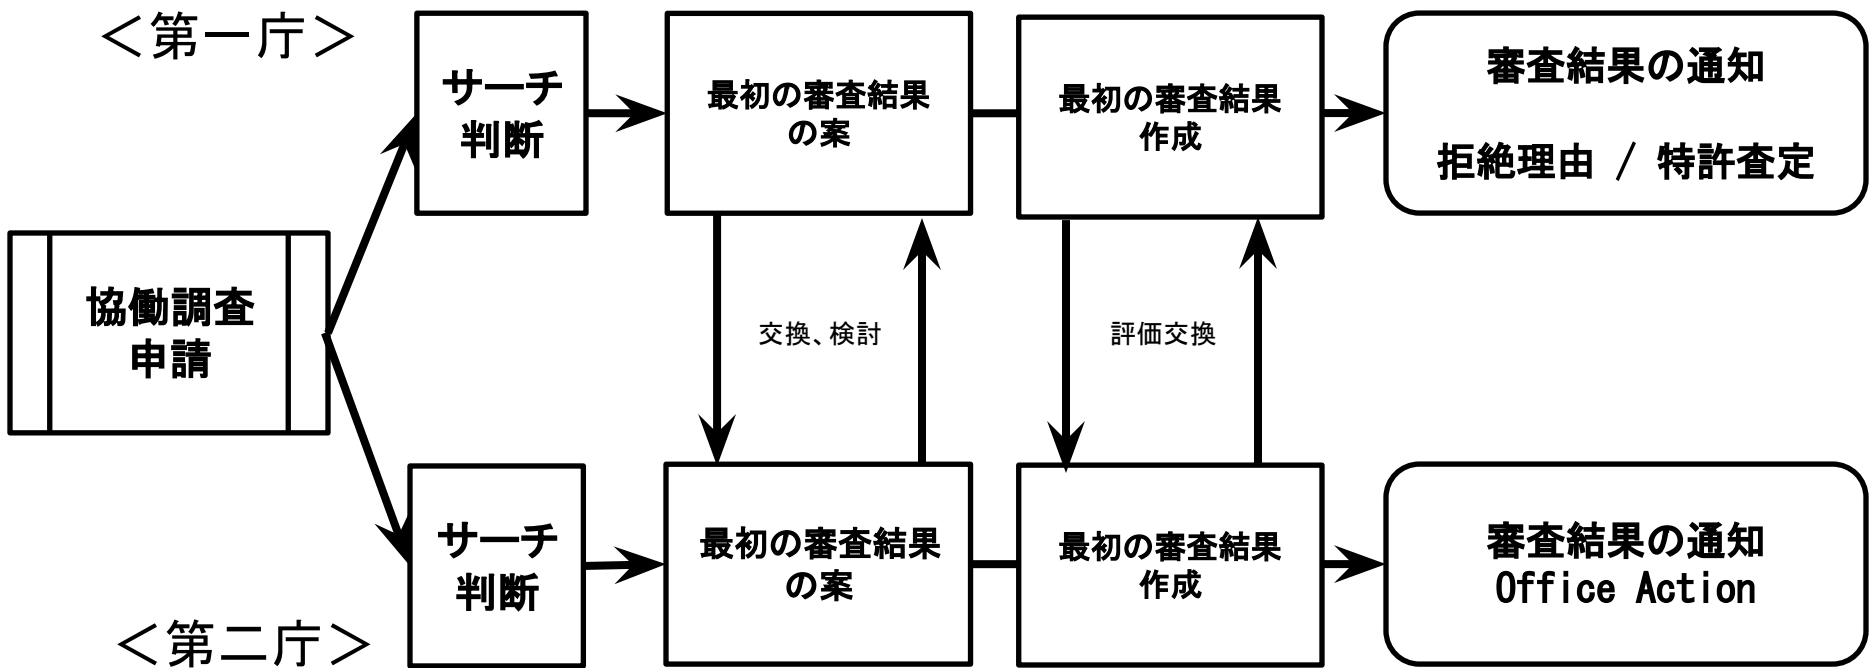 ＜第一庁＞
サーチ
判断
最初の審査結果
の案
最初の審査結果
作成
審査結果の通知
拒絶理由 / 特許査定
協働調査
申請
交換、検討
評価交換
サーチ
判断
最初の審査結果
の案
最初の審査結果
作成
審査結果の通知
Office Action
＜第二庁＞